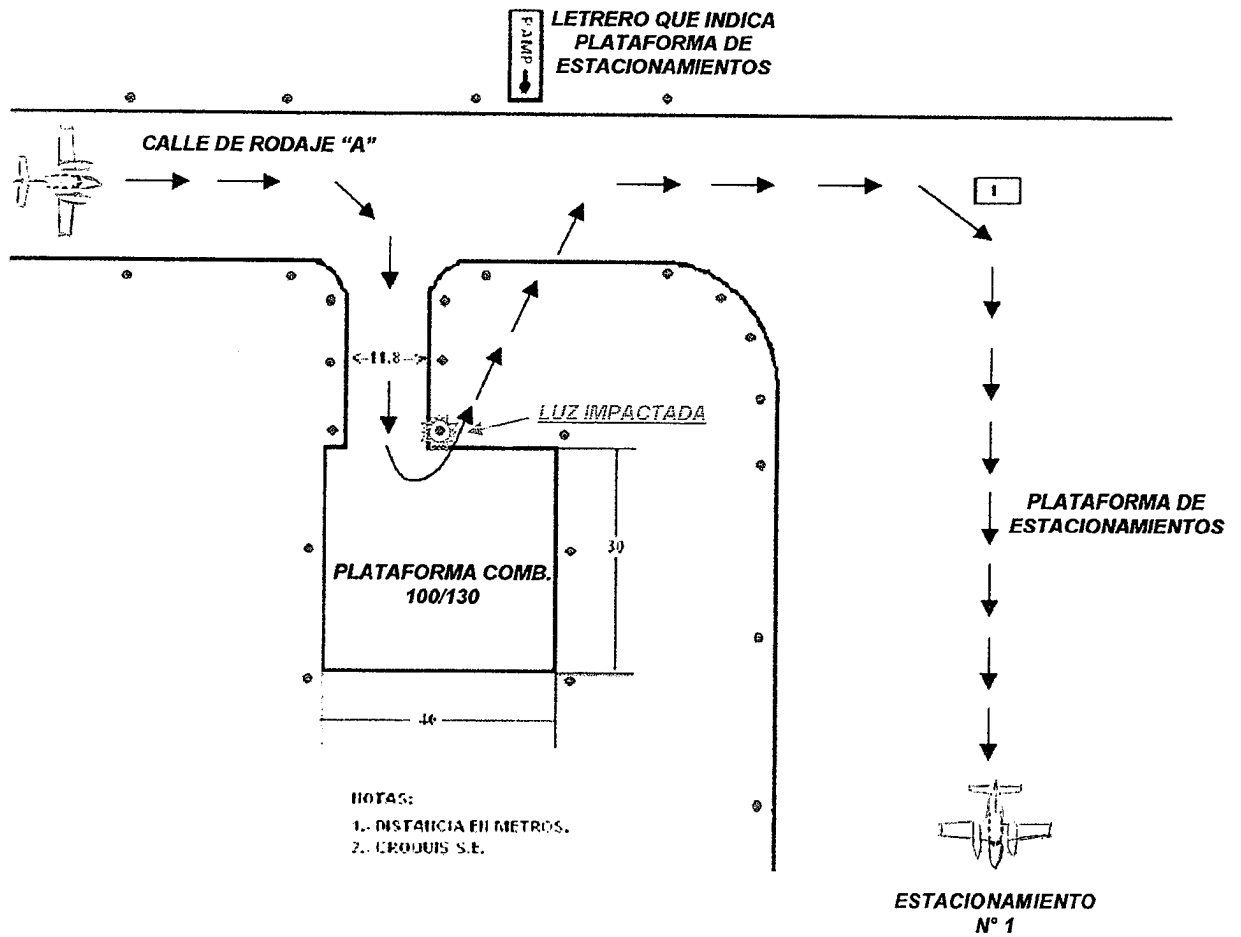 LETRERO QUE INDICA
PLATAFORMA DE
ESTACIONAMIENTOS
RAMP
CALLE DE RODAJE "A"
1
<-11.8->
LUZ IMPACTADA
PLATAFORMA DE
ESTACIONAMIENTOS
30
PLATAFORMA COMB.
100/130
NOTAS:
1.- DISTANCIA EN METROS.
2.- CROQUIS S.E.
ESTACIONAMIENTO
N° 1